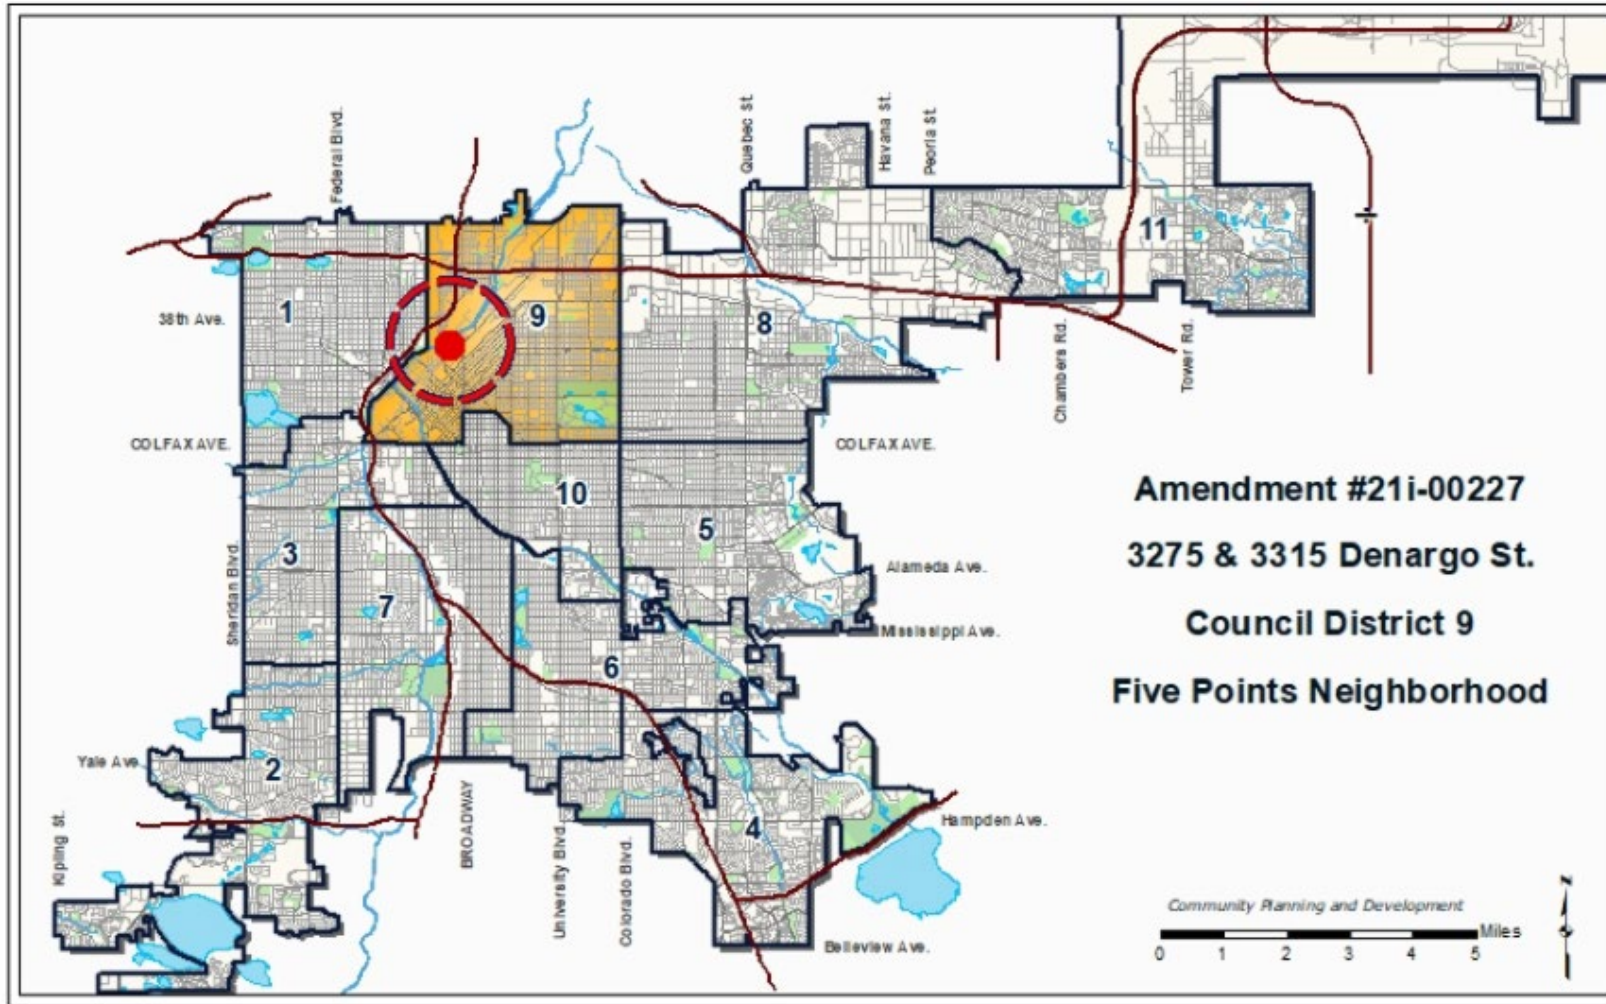 Federal Blvd.
Quebec St.
Havana St.
Peoria St.
11
1
9
8
38th Ave.
Chambers Rd.
Tower Rd.
COLFAX AVE.
COLFAX AVE.
10
5
3
7
Sheridan Blvd.
Alameda Ave.
Mississippi Ave.
6
Yale Ave.
2
4
Kipling St.
BROADWAY
University Blvd.
Colorado Blvd.
Hampden Ave.
Belleview Ave.
Amendment #21i-00227
3275 & 3315 Denargo St.
Council District 9
Five Points Neighborhood
Community Planning and Development
Miles
0 1 2 3 4 5
N